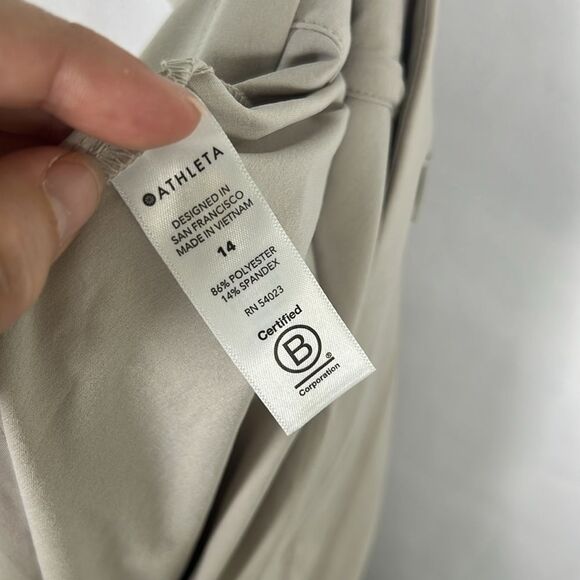 ATHLETA
DESIGNED IN
SAN FRANCISCO
MADE IN VIETNAM
14
86% POLYESTER
14% SPANDEX
RN 54023
Certified
B
®
Corporation